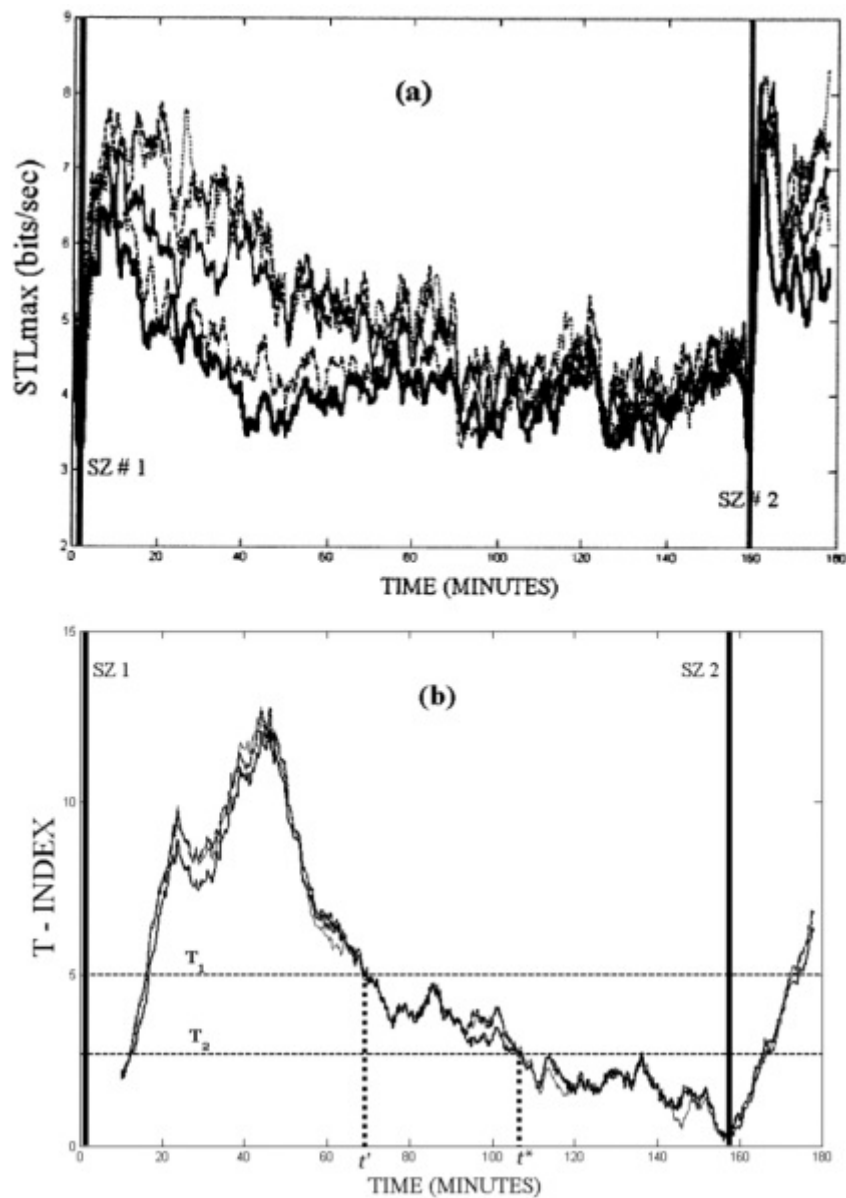 9
8
7
6
5
4
3
2
(a)
STLmax (bits/sec)
SZ # 1
SZ # 2
0 20 40 60 80 100 120 140 160 180
TIME (MINUTES)
15
10
5
0
SZ 1
SZ 2
(b)
T - INDEX
T₁
T₂
0 20 40 60 80 100 120 140 160 180
t' t*
TIME (MINUTES)